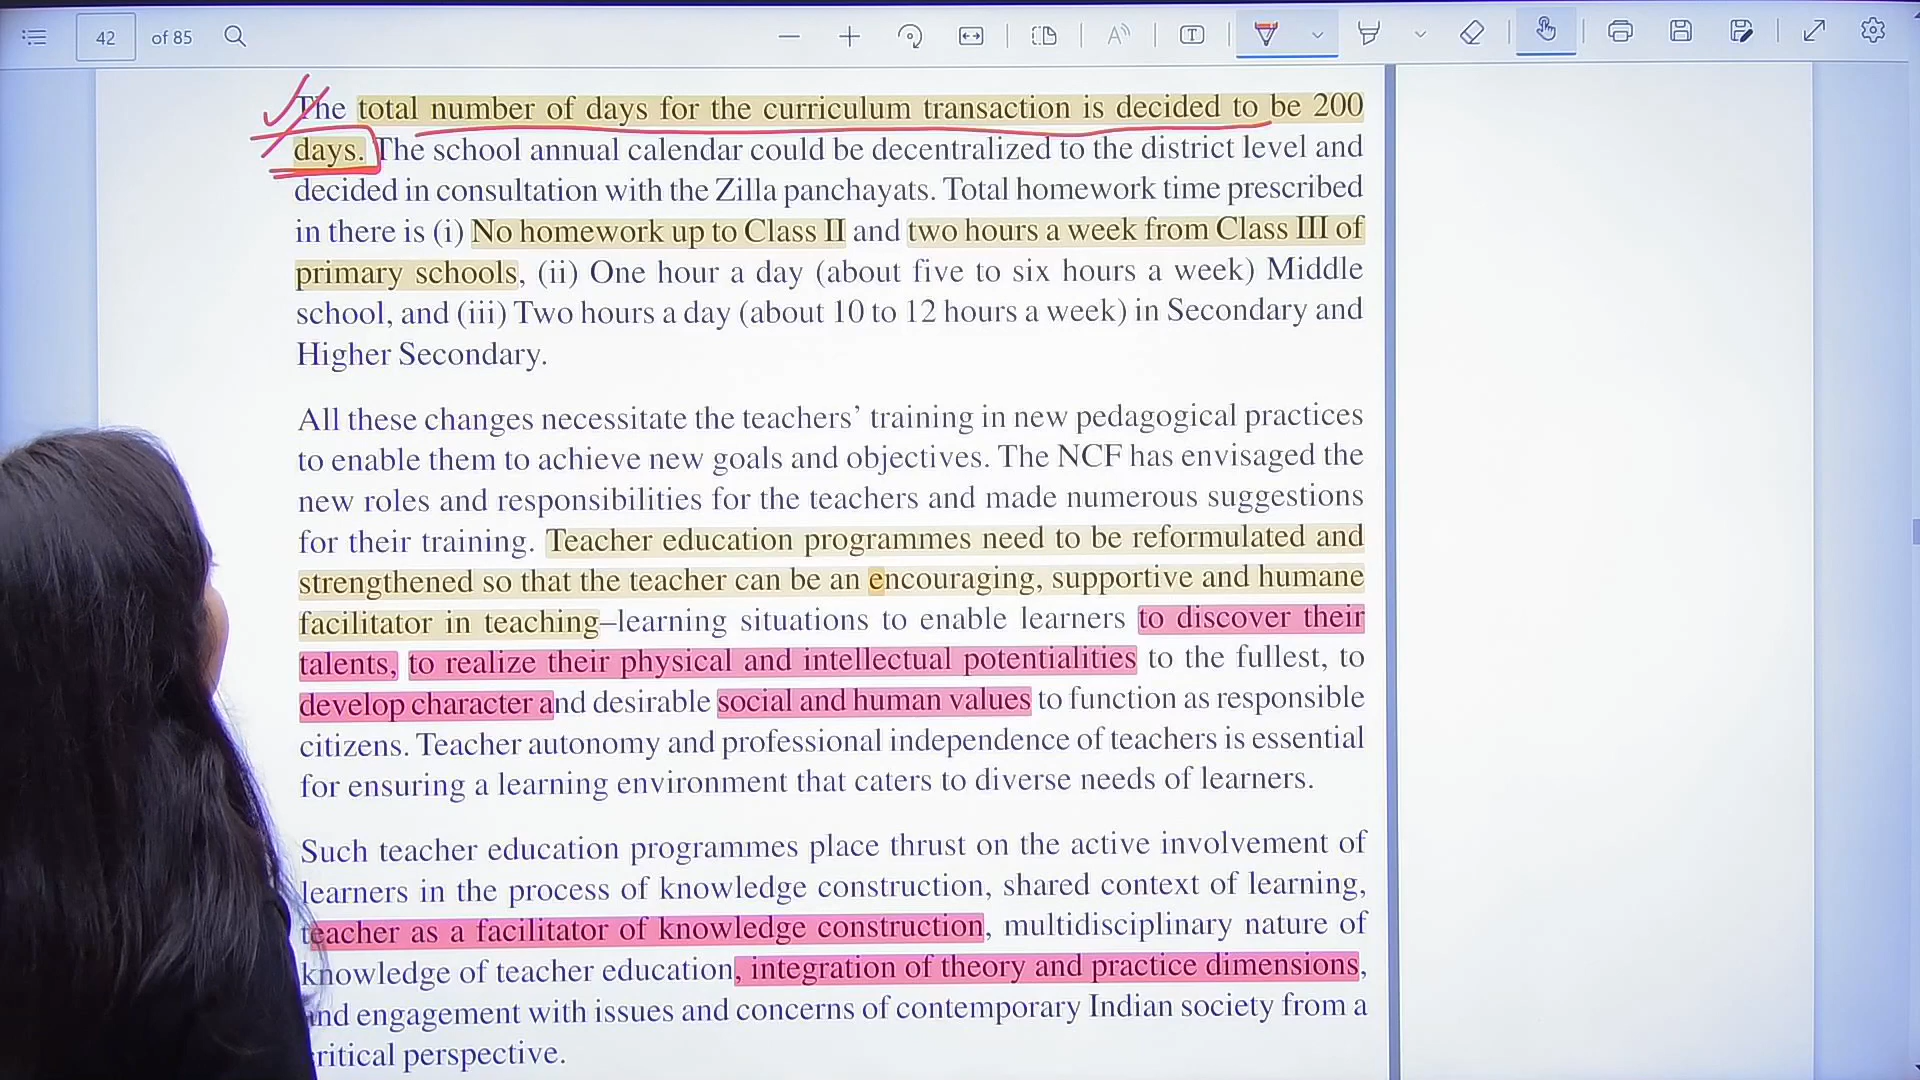 42 of 85
The total number of days for the curriculum transaction is decided to be 200
days. The school annual calendar could be decentralized to the district level and
decided in consultation with the Zilla panchayats. Total homework time prescribed
in there is (i) No homework up to Class II and two hours a week from Class III of
primary schools, (ii) One hour a day (about five to six hours a week) Middle
school, and (iii) Two hours a day (about 10 to 12 hours a week) in Secondary and
Higher Secondary.
All these changes necessitate the teachers’ training in new pedagogical practices
to enable them to achieve new goals and objectives. The NCF has envisaged the
new roles and responsibilities for the teachers and made numerous suggestions
for their training. Teacher education programmes need to be reformulated and
strengthened so that the teacher can be an encouraging, supportive and humane
facilitator in teaching–learning situations to enable learners to discover their
talents, to realize their physical and intellectual potentialities to the fullest, to
develop character and desirable social and human values to function as responsible
citizens. Teacher autonomy and professional independence of teachers is essential
for ensuring a learning environment that caters to diverse needs of learners.
Such teacher education programmes place thrust on the active involvement of
learners in the process of knowledge construction, shared context of learning,
teacher as a facilitator of knowledge construction, multidisciplinary nature of
knowledge of teacher education, integration of theory and practice dimensions,
and engagement with issues and concerns of contemporary Indian society from a
critical perspective.